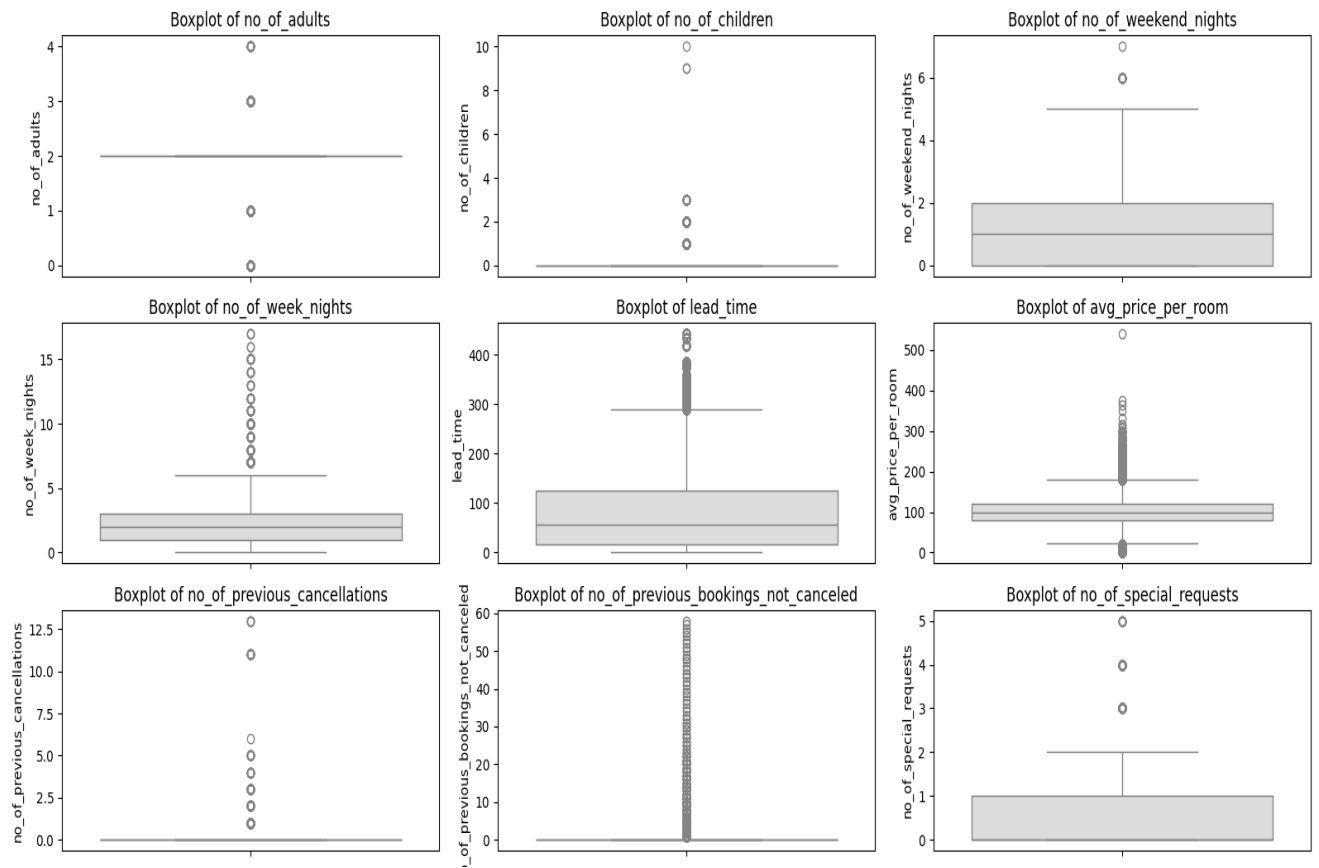 Boxplot of no_of_adults
no_of_adults
4
3
2
1
0
Boxplot of no_of_children
no_of_children
10
8
6
4
2
0
Boxplot of no_of_weekend_nights
no_of_weekend_nights
6
4
2
0
Boxplot of no_of_week_nights
no_of_week_nights
15
10
5
0
Boxplot of lead_time
lead_time
400
300
200
100
0
Boxplot of avg_price_per_room
avg_price_per_room
500
400
300
200
100
0
Boxplot of no_of_previous_cancellations
no_of_previous_cancellations
12.5
10.0
7.5
5.0
2.5
0.0
Boxplot of no_of_previous_bookings_not_canceled
o_of_previous_bookings_not_canceled
60
50
40
30
20
10
0
Boxplot of no_of_special_requests
no_of_special_requests
5
4
3
2
1
0